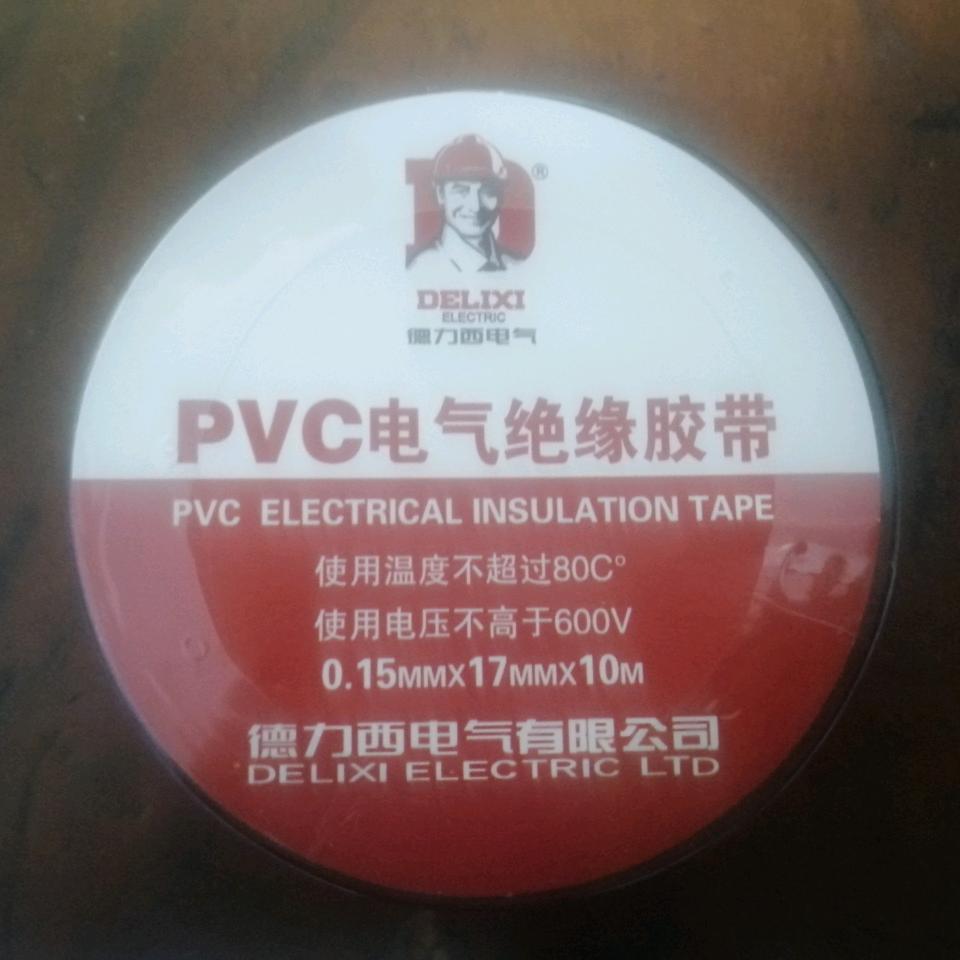 ®
DELIXI
ELECTRIC
德力西电气
PVC电气绝缘胶带
PVC ELECTRICAL INSULATION TAPE
使用温度不超过80C°
使用电压不高于600V
0.15MMX17MMX10M
德力西电气有限公司
DELIXI ELECTRIC LTD